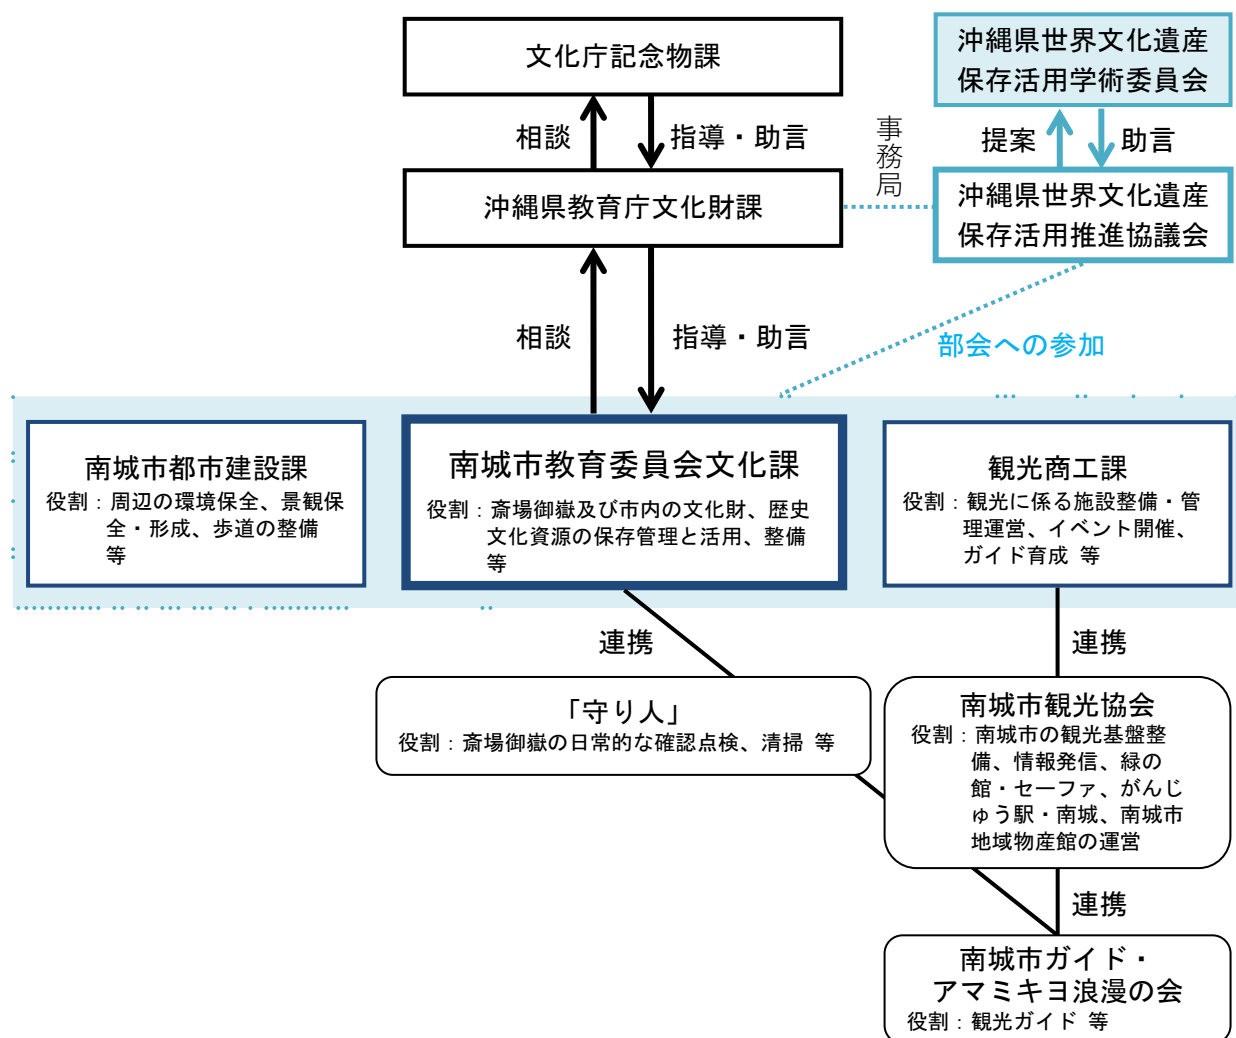 文化庁記念物課
沖縄県世界文化遺産
保存活用学術委員会
相談
指導・助言
事務局
提案
助言
沖縄県教育庁文化財課
沖縄県世界文化遺産
保存活用推進協議会
相談
指導・助言
部会への参加
南城市都市建設課
役割：周辺の環境保全、景観保
全・形成、歩道の整備
等
南城市教育委員会文化課
役割：斎場御嶽及び市内の文化財、歴史
文化資源の保存管理と活用、整備
等
観光商工課
役割：観光に係る施設整備・管
理運営、イベント開催、
ガイド育成 等
連携
連携
「守り人」
役割：斎場御嶽の日常的な確認点検、清掃 等
南城市観光協会
役割：南城市の観光基盤整
備、情報発信、緑の
館・セーファ、がんじ
ゅう駅・南城、南城市
地域物産館の運営
連携
南城市ガイド・
アマミキヨ浪漫の会
役割：観光ガイド 等